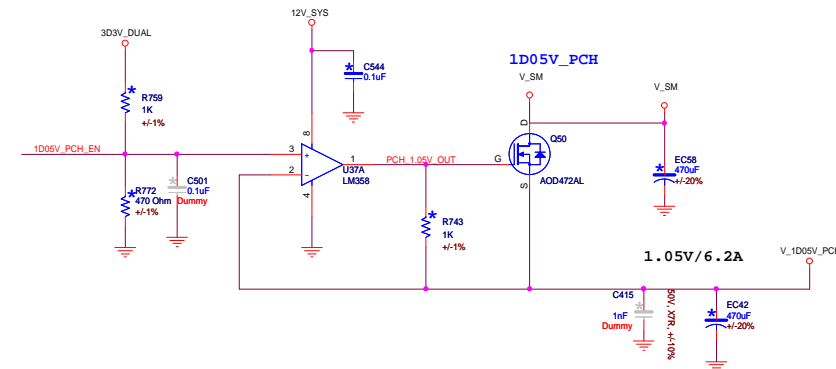 12V_SYS
3D3V_DUAL
*
C544
0.1uF
1D05V_PCH
V_SM
V_SM
*
R759
1K
+/-1%
8
D
Q50
1D05V_PCH_EN
3
+
1
PCH_1.05V_OUT
G
2
-
U37A
LM358
AOD472AL
*
EC58
470uF
+/-20%
*
R772
470 Ohm
+/-1%
*
C501
0.1uF
Dummy
4
S
*
R743
1K
+/-1%
1.05V/6.2A
V_1D05V_PCH
C415
*
1nF
Dummy
50V, X7R, +/-10%
*
EC42
470uF
+/-20%